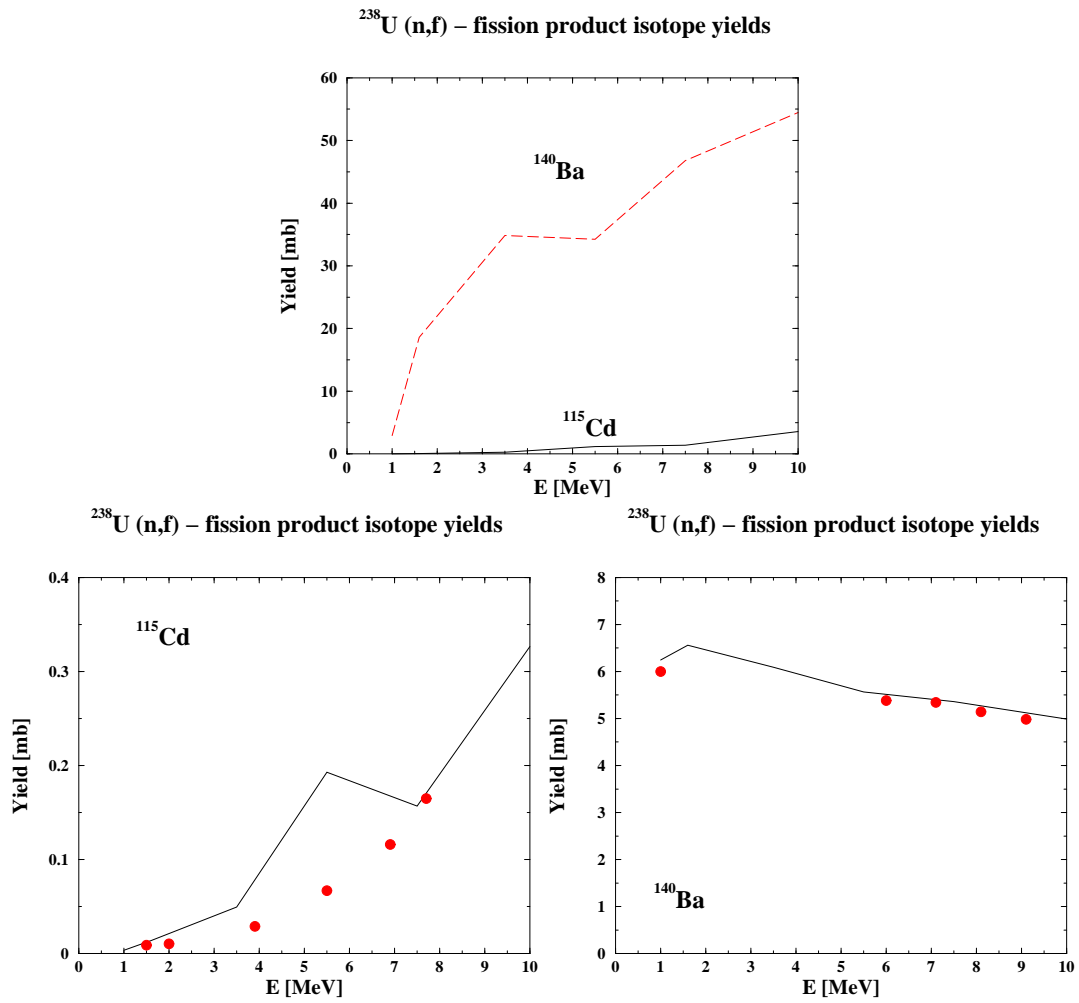 ²³⁸U (n,f) – fission product isotope yields
60
50
40
30
20
10
0
Yield [mb]
¹⁴⁰Ba
¹¹⁵Cd
0 1 2 3 4 5 6 7 8 9 10
E [MeV]
²³⁸U (n,f) – fission product isotope yields
0.4
0.3
0.2
0.1
0
Yield [mb]
¹¹⁵Cd
0 1 2 3 4 5 6 7 8 9 10
E [MeV]
²³⁸U (n,f) – fission product isotope yields
8
7
6
5
4
3
2
1
0
Yield [mb]
¹⁴⁰Ba
0 1 2 3 4 5 6 7 8 9 10
E [MeV]